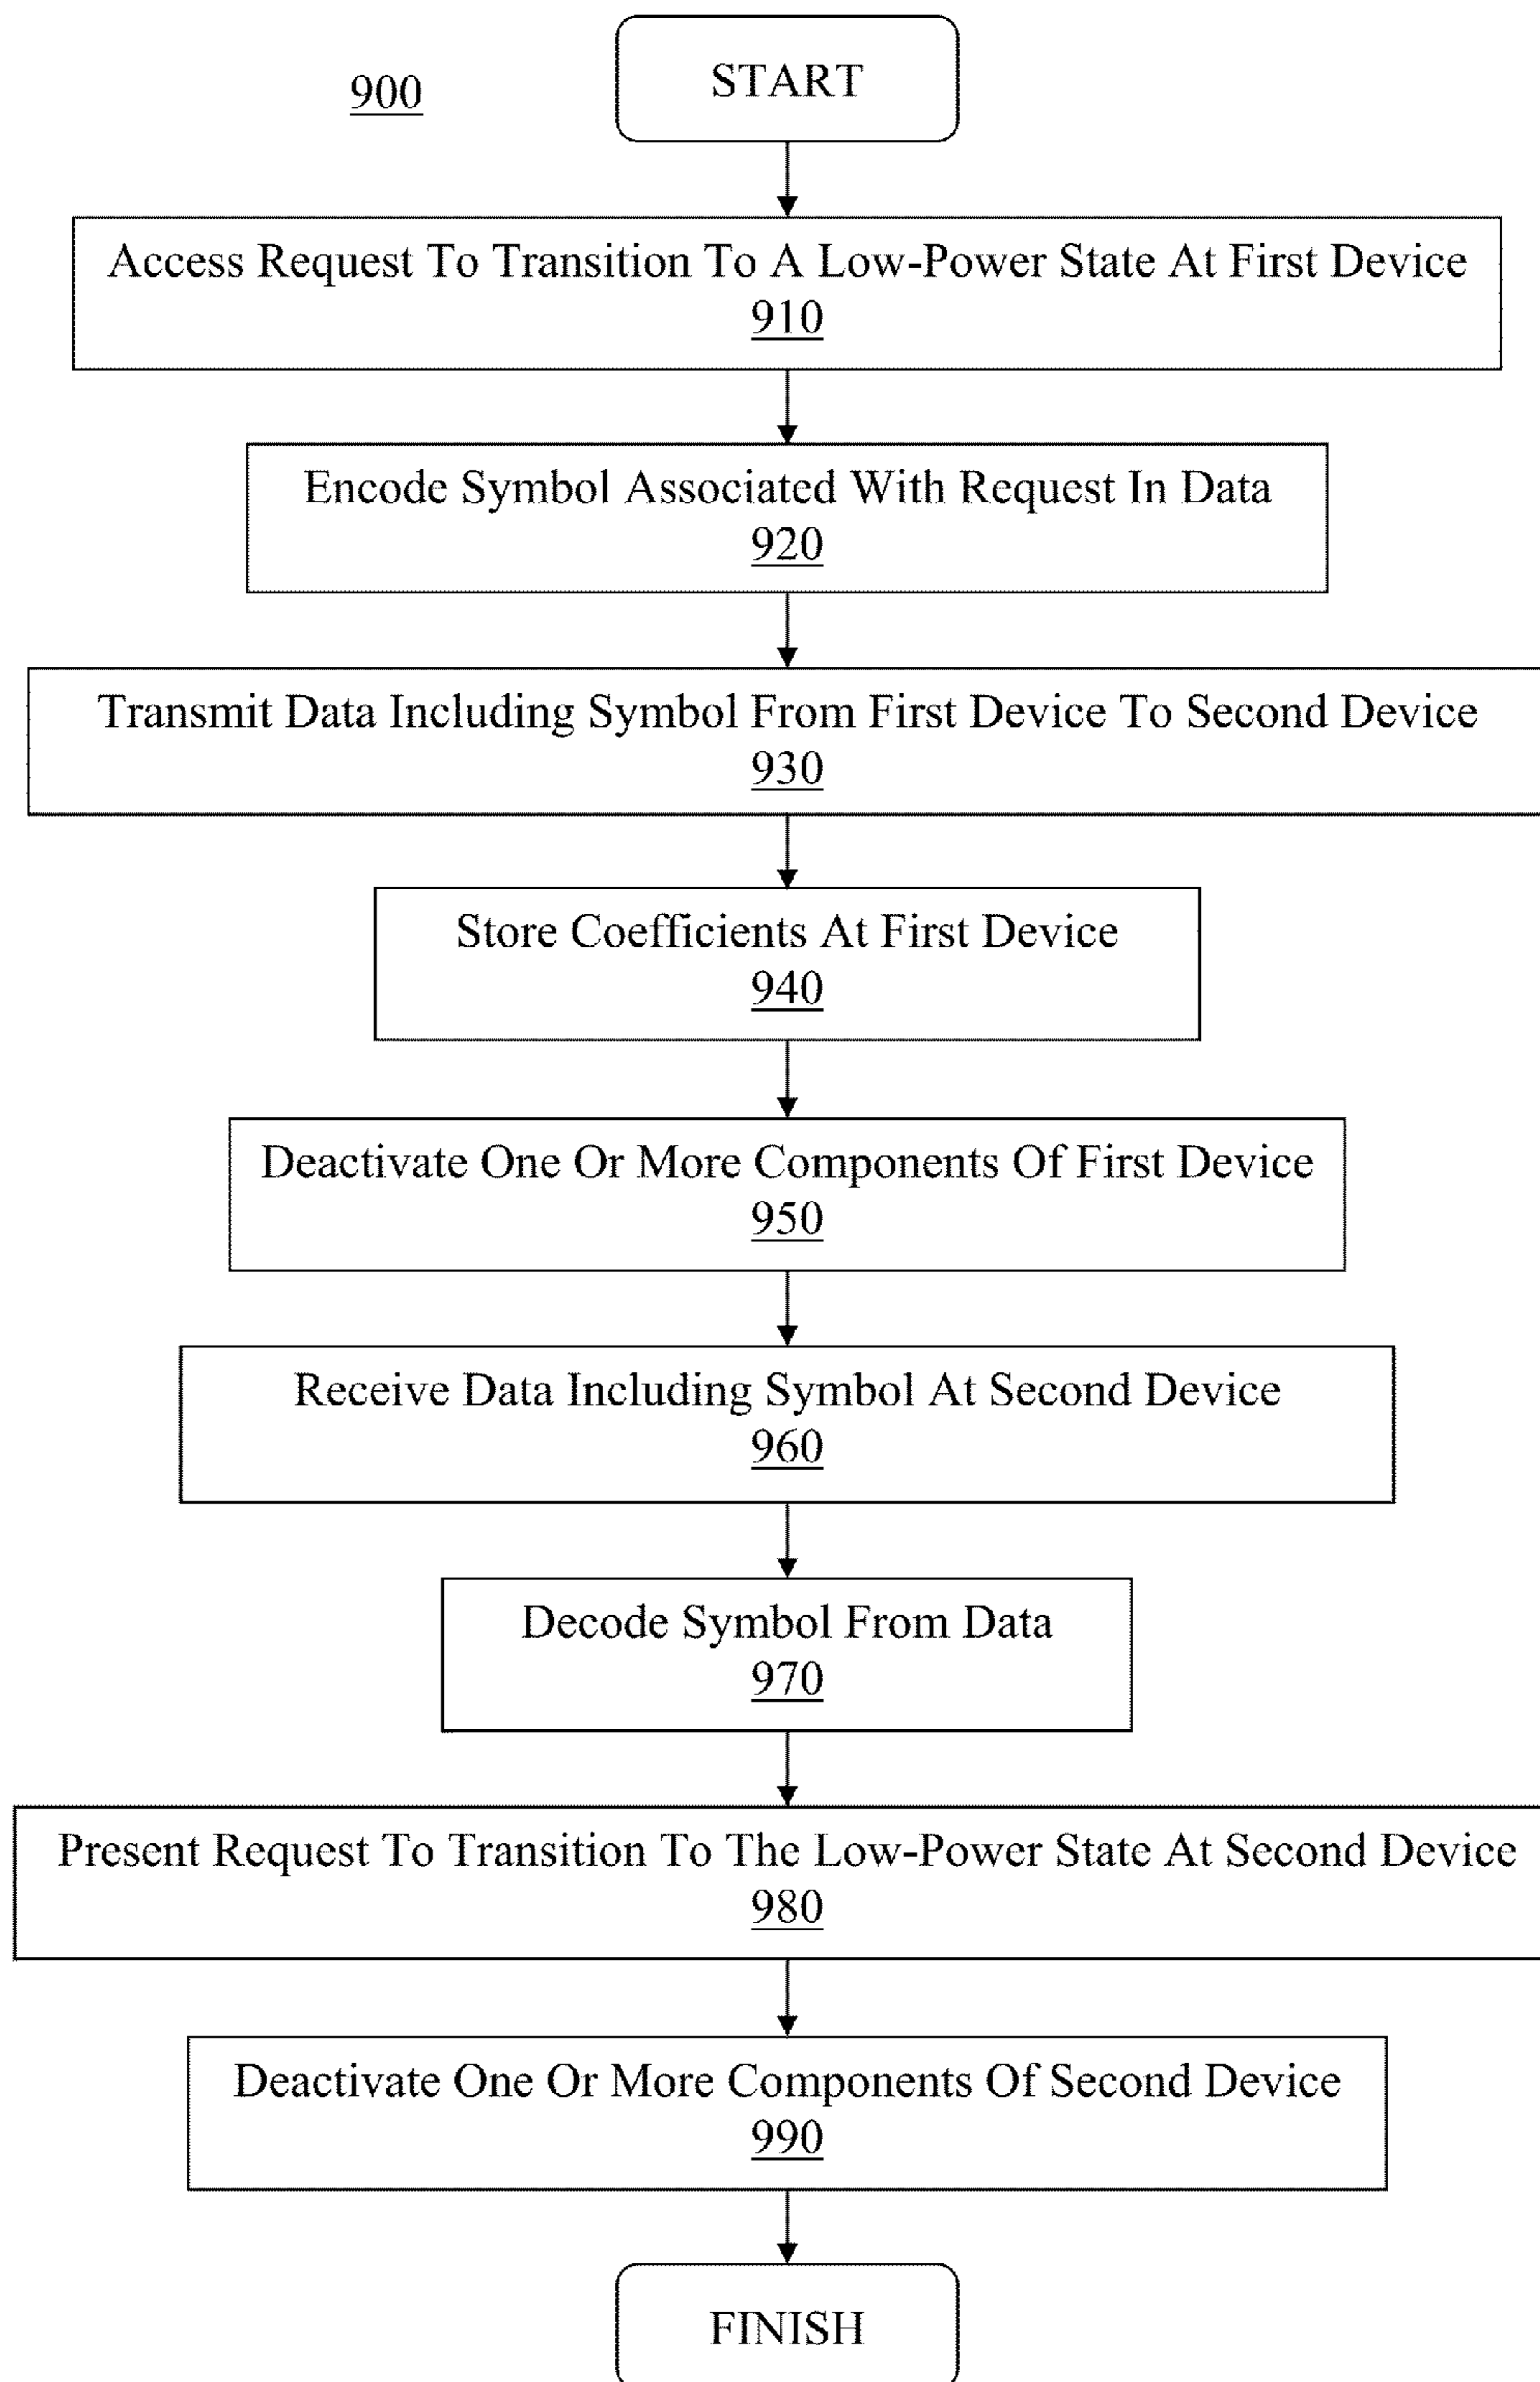 900
START
Access Request To Transition To A Low-Power State At First Device
910
Encode Symbol Associated With Request In Data
920
Transmit Data Including Symbol From First Device To Second Device
930
Store Coefficients At First Device
940
Deactivate One Or More Components Of First Device
950
Receive Data Including Symbol At Second Device
960
Decode Symbol From Data
970
Present Request To Transition To The Low-Power State At Second Device
980
Deactivate One Or More Components Of Second Device
990
FINISH